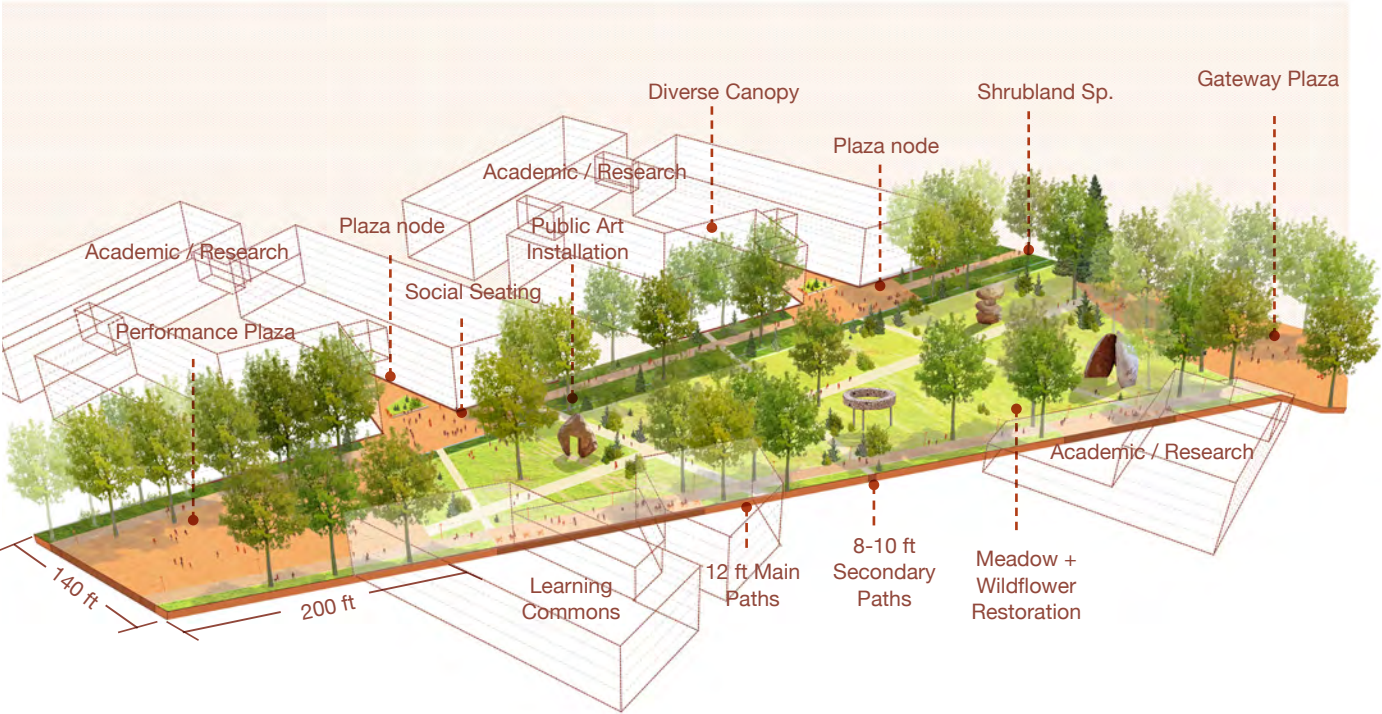 Gateway Plaza
Diverse Canopy
Shrubland Sp.
Plaza node
Academic / Research
Plaza node
Public Art
Installation
Academic / Research
Social Seating
Performance Plaza
Academic / Research
140 ft
200 ft
Learning
Commons
12 ft Main
Paths
8-10 ft
Secondary
Paths
Meadow +
Wildflower
Restoration